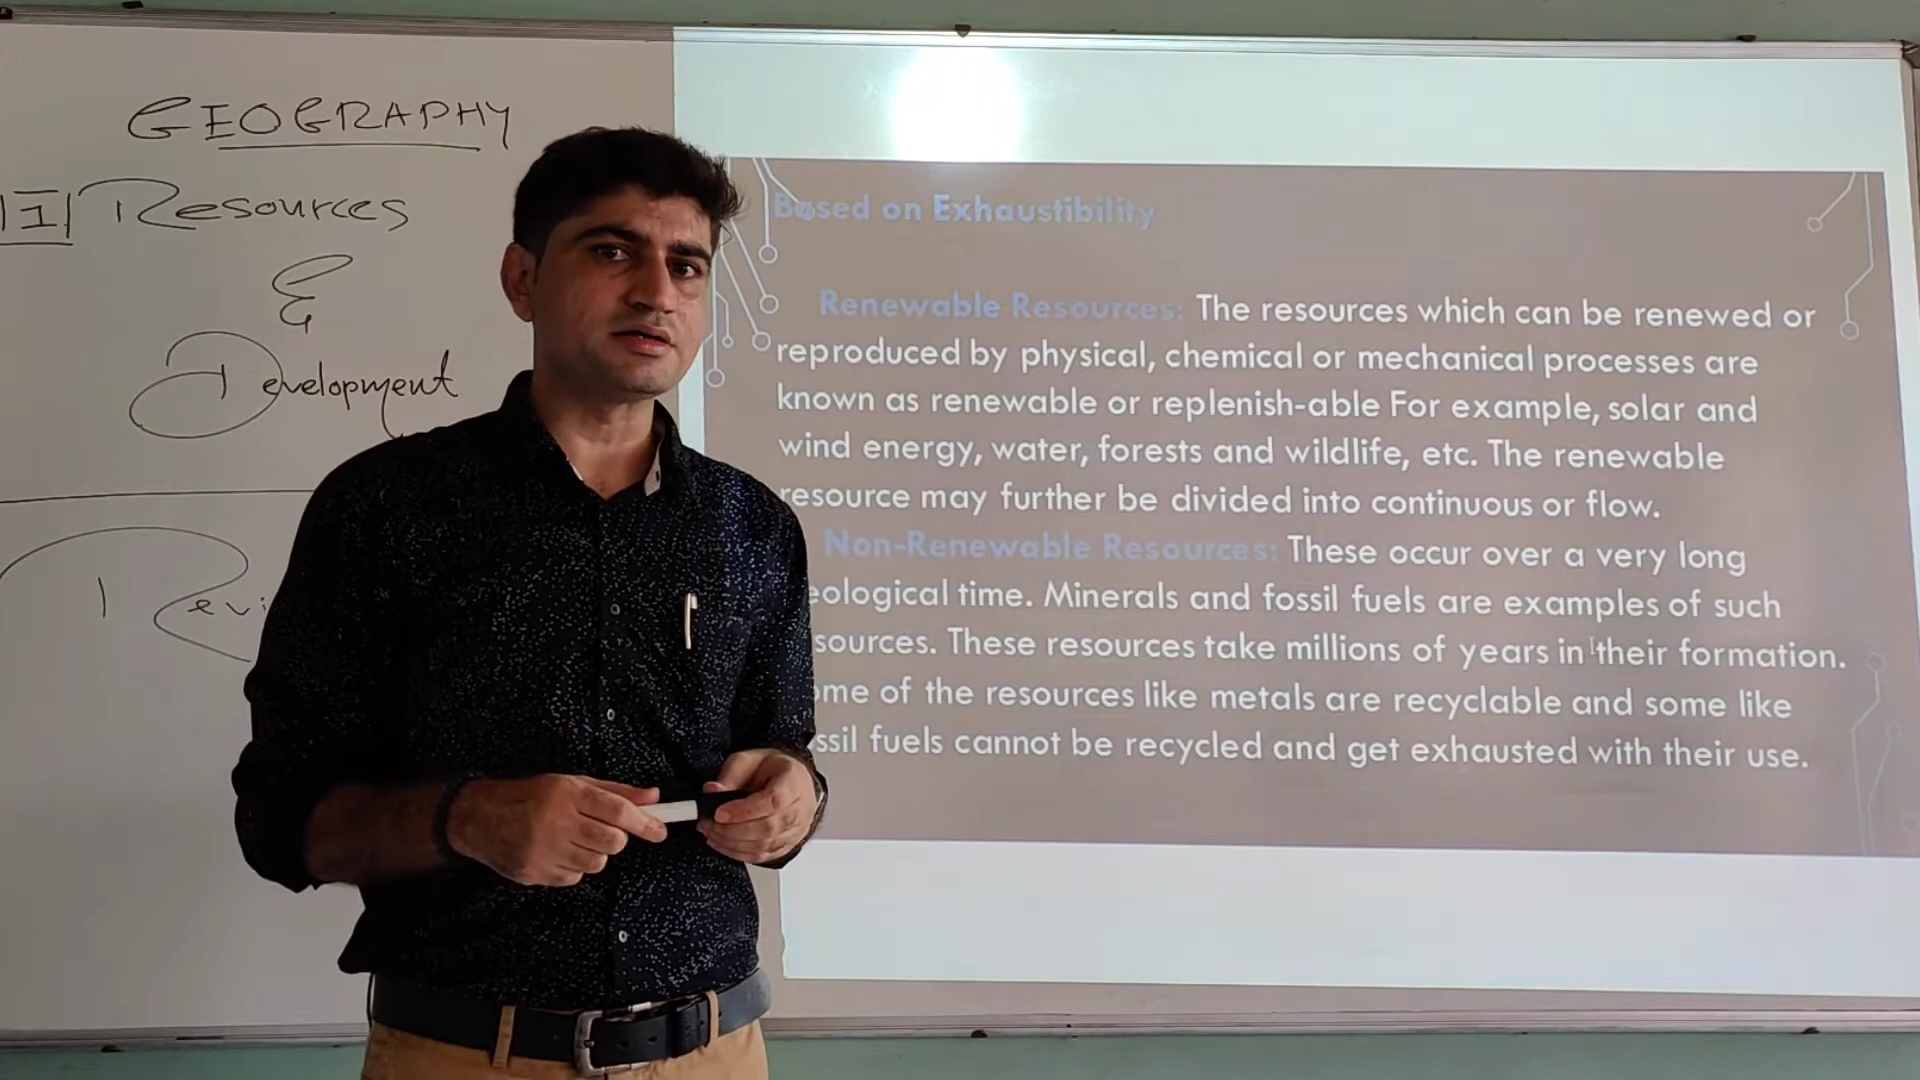 GEOGRAPHY
I Resources
&
Development
Based on Exhaustibility
Renewable Resources: The resources which can be renewed or
reproduced by physical, chemical or mechanical processes are
known as renewable or replenish-able For example, solar and
wind energy, water, forests and wildlife, etc. The renewable
resource may further be divided into continuous or flow.
Non-Renewable Resources: These occur over a very long
eological time. Minerals and fossil fuels are examples of such
sources. These resources take millions of years in their formation.
ome of the resources like metals are recyclable and some like
ssil fuels cannot be recycled and get exhausted with their use.